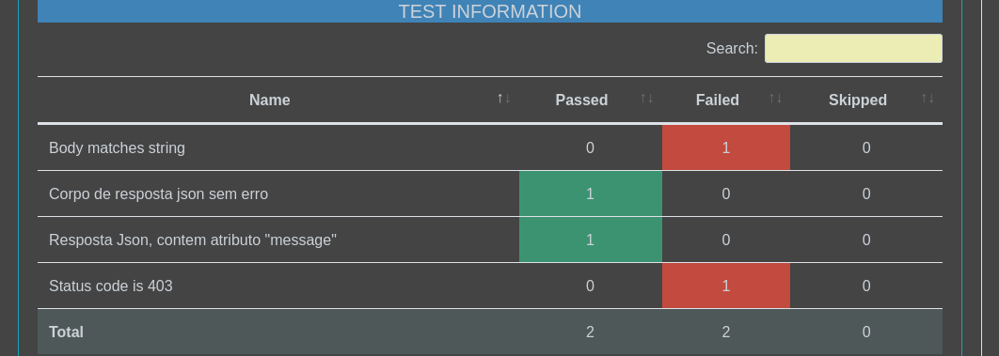 TEST INFORMATION
Search:
Name ↑↓ Passed ↑↓ Failed ↑↓ Skipped ↑↓
Body matches string 0 1 0
Corpo de resposta json sem erro 1 0 0
Resposta Json, contem atributo "message" 1 0 0
Status code is 403 0 1 0
Total 2 2 0